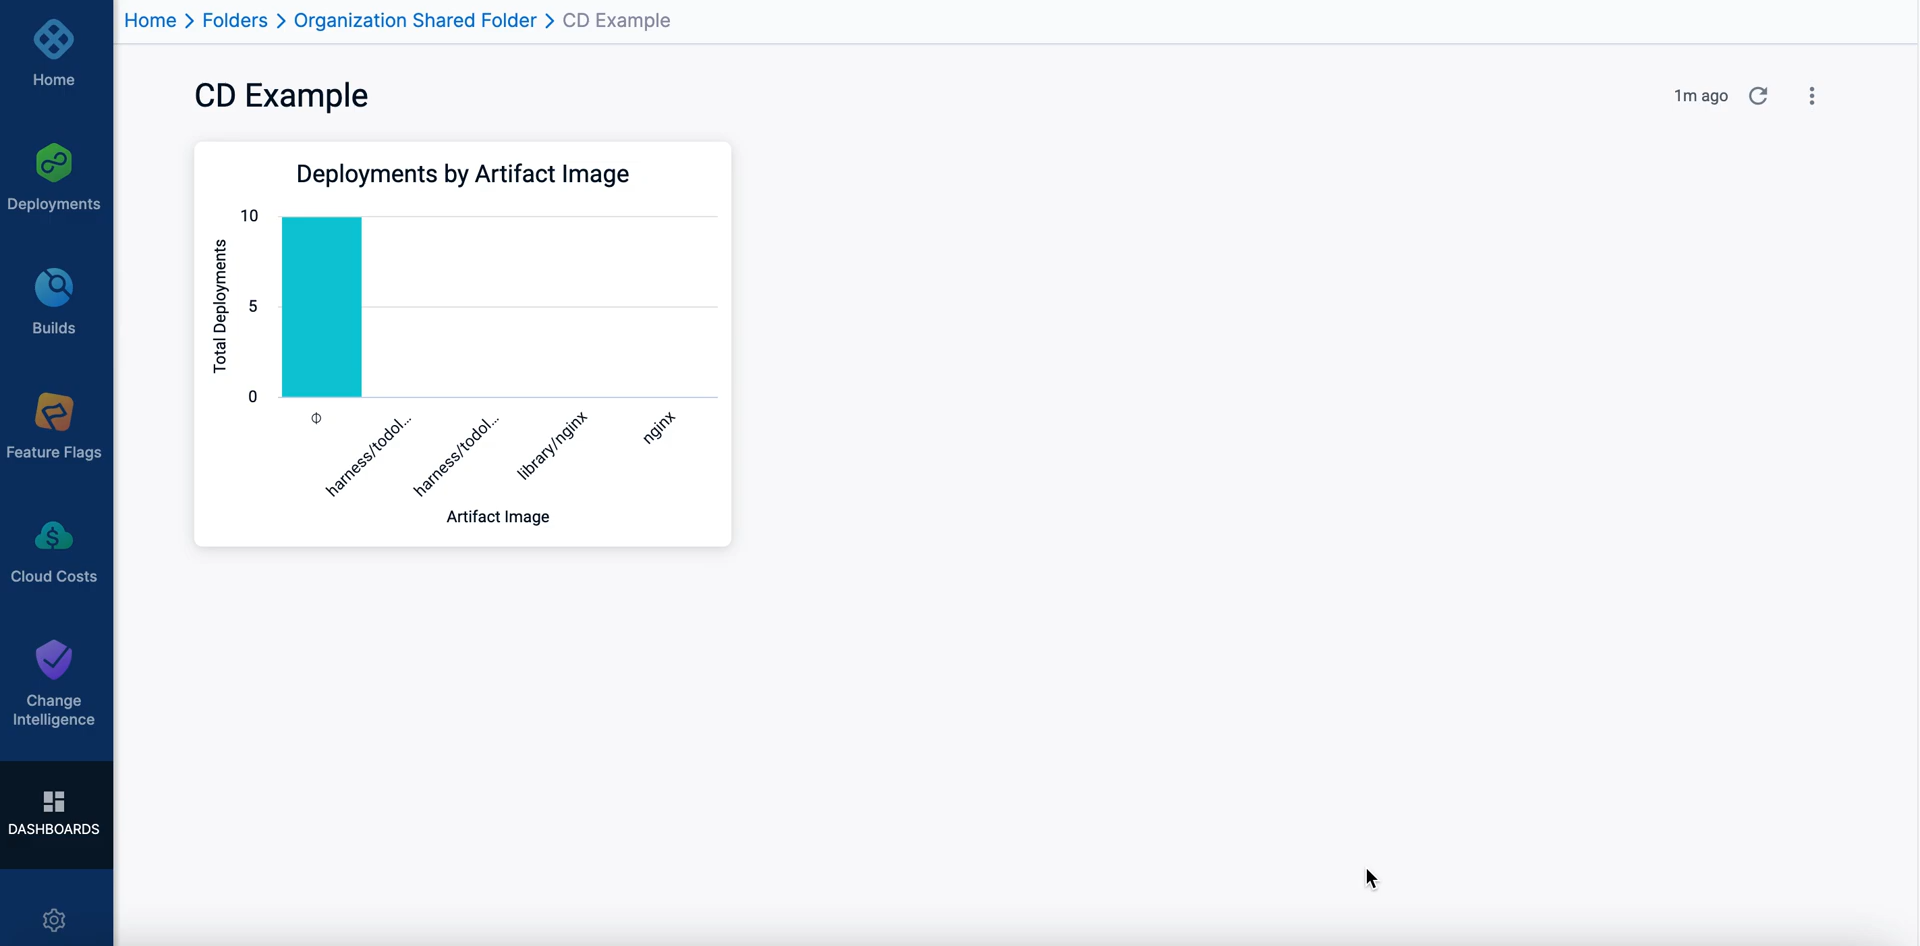 Home > Folders > Organization Shared Folder > CD Example
Home
Deployments
Builds
Feature Flags
Cloud Costs
Change
Intelligence
DASHBOARDS
CD Example
1m ago
Deployments by Artifact Image
Total Deployments
10
5
0
∅
harness/todol...
harness/todol...
library/nginx
nginx
Artifact Image